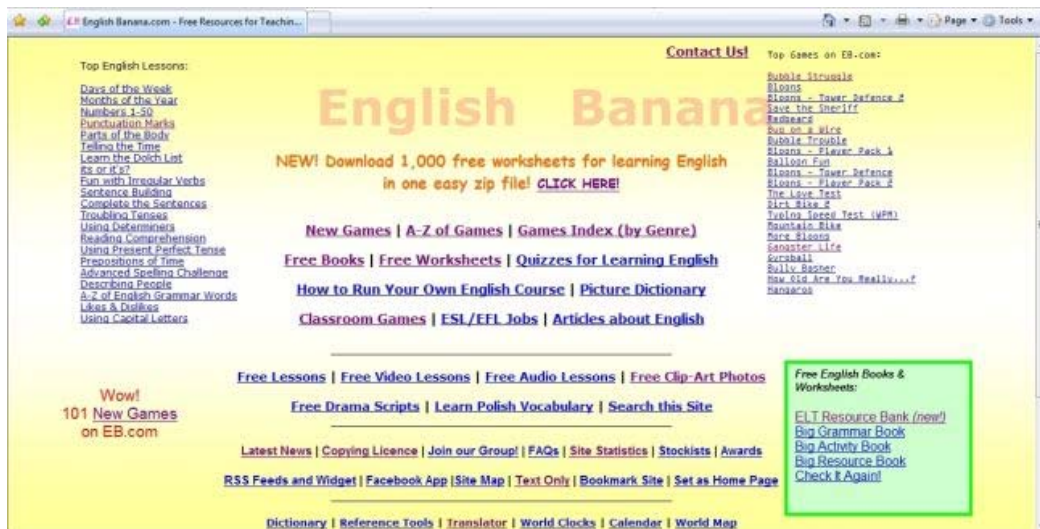 English Banana.com - Free Resources for Teachin...
Page
Tools
Contact Us!
Top English Lessons:
Days of the Week
Months of the Year
Numbers 1-50
Punctuation Marks
Parts of the Body
Telling the Time
Learn the Dolch List
Its or it's?
Fun with Irregular Verbs
Sentence Building
Complete the Sentences
Troubling Tenses
Using Determiners
Reading Comprehension
Using Present Perfect Tense
Prepositions of Time
Advanced Spelling Challenge
Describing People
A-Z of English Grammar Words
Likes & Dislikes
Using Capital Letters
Wow!
101 New Games
on EB.com
English Banana
NEW! Download 1,000 free worksheets for learning English
in one easy zip file! CLICK HERE!
New Games | A-Z of Games | Games Index (by Genre)
Free Books | Free Worksheets | Quizzes for Learning English
How to Run Your Own English Course | Picture Dictionary
Classroom Games | ESL/EFL Jobs | Articles about English
Free Lessons | Free Video Lessons | Free Audio Lessons | Free Clip-Art Photos
Free Drama Scripts | Learn Polish Vocabulary | Search this Site
Latest News | Copying Licence | Join our Group! | FAQs | Site Statistics | Stockists | Awards
RSS Feeds and Widget | Facebook App |Site Map | Text Only | Bookmark Site | Set as Home Page
Dictionary | Reference Tools | Translator | World Clocks | Calendar | World Map
Top Games on EB.com:
Bubble Struggle
Bloons
Bloons - Tower Defence 2
Save the Sheriff
Redbeard
Bug on a Wire
Bubble Trouble
Bloons - Player Pack 1
Balloon Fun
Bloons - Tower Defence
Bloons - Player Pack 2
The Love Test
Dirt Bike 2
Typing Speed Test (WPM)
Mountain Bike
More Bloons
Gangster Life
Gyroball
Bully Basher
How Old Are You Really...?
Hangaroo
Free English Books &
Worksheets:
ELT Resource Bank (new!)
Big Grammar Book
Big Activity Book
Big Resource Book
Check It Again!